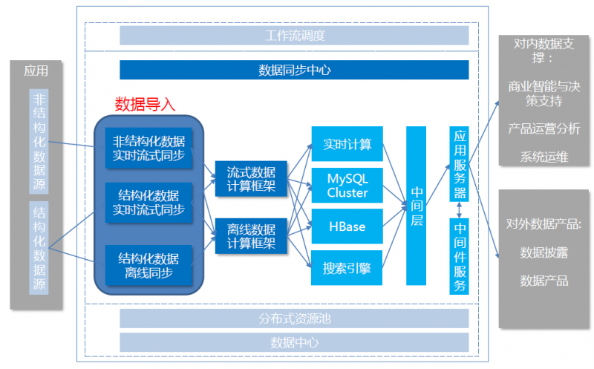 工作流调度
数据同步中心
应用
非结构化数据源
结构化数据源
数据导入
非结构化数据
实时流式同步
结构化数据
实时流式同步
结构化数据
离线同步
流式数据
计算框架
离线数据
计算框架
实时计算
MySQL
Cluster
HBase
搜索引擎
中间层
应用服务器
中间件服务
对内数据支
撑：
商业智能与决
策支持
产品运营分析
系统运维
对外数据产品:
数据披露
数据产品
分布式资源池
数据中心